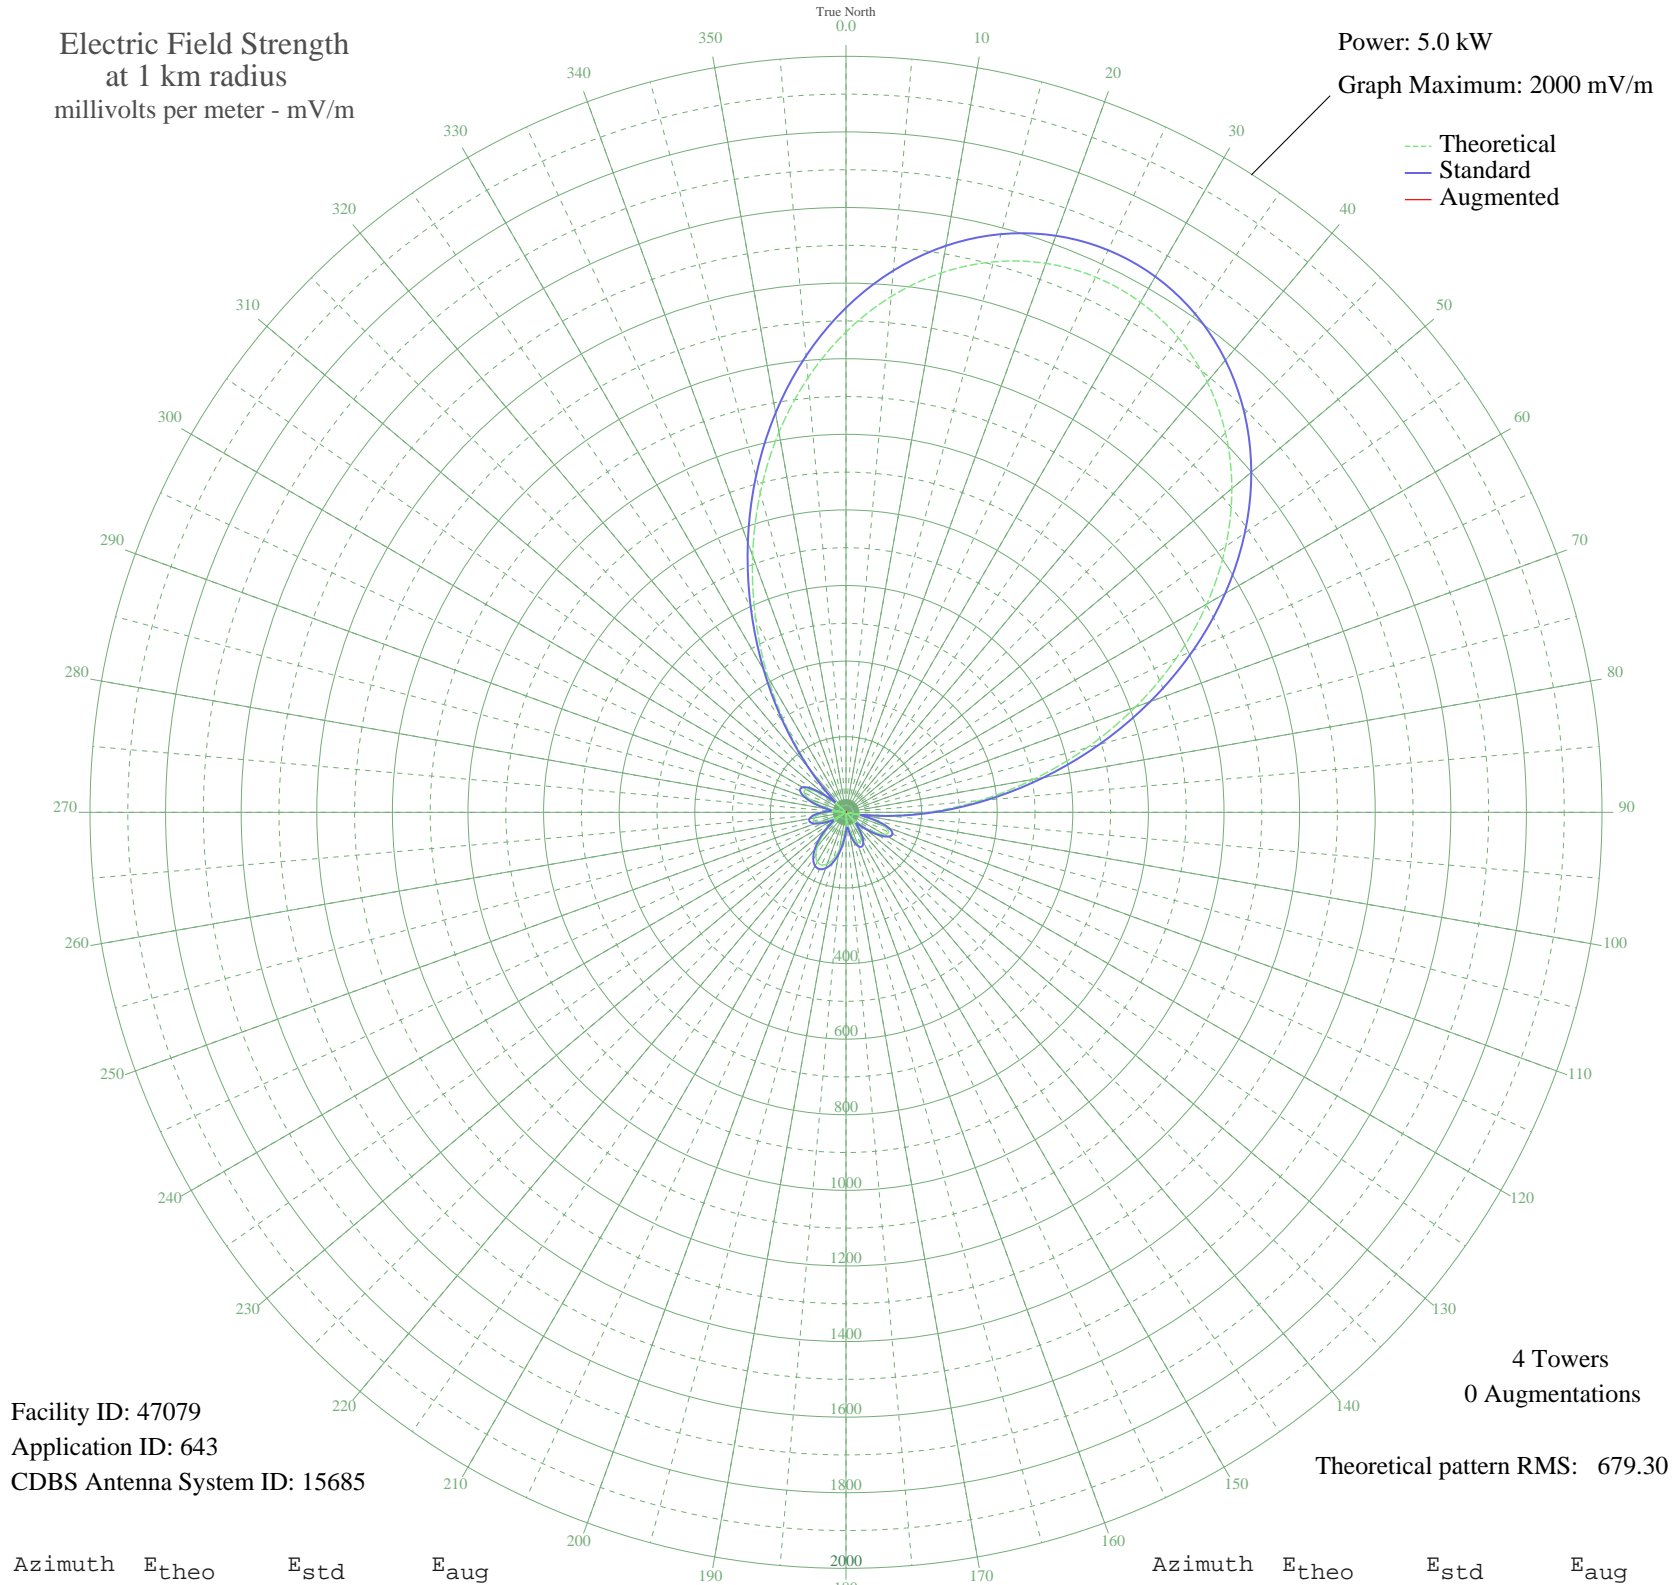 True North
Electric Field Strength
at 1 km radius
millivolts per meter - mV/m
Power: 5.0 kW
Graph Maximum: 2000 mV/m
Theoretical
Standard
Augmented
0.0
10
20
30
40
50
60
70
80
90
100
110
120
130
140
150
160
170
180
190
200
210
220
230
240
250
260
270
280
290
300
310
320
330
340
350
400
600
800
1000
1200
1400
1600
1800
2000
4 Towers
0 Augmentations
Facility ID: 47079
Application ID: 643
CDBS Antenna System ID: 15685
Theoretical pattern RMS: 679.30
Azimuth Etheo Estd Eaug Azimuth Etheo Estd Eaug